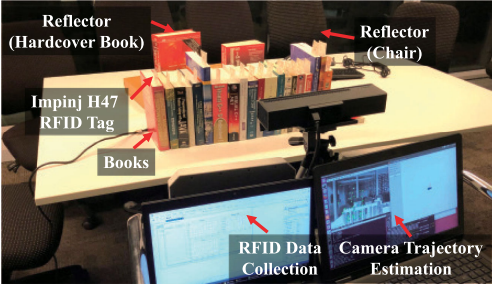 Reflector
(Hardcover Book)
Reflector
(Chair)
Impinj H47
RFID Tag
Books
RFID Data
Collection
Camera Trajectory
Estimation